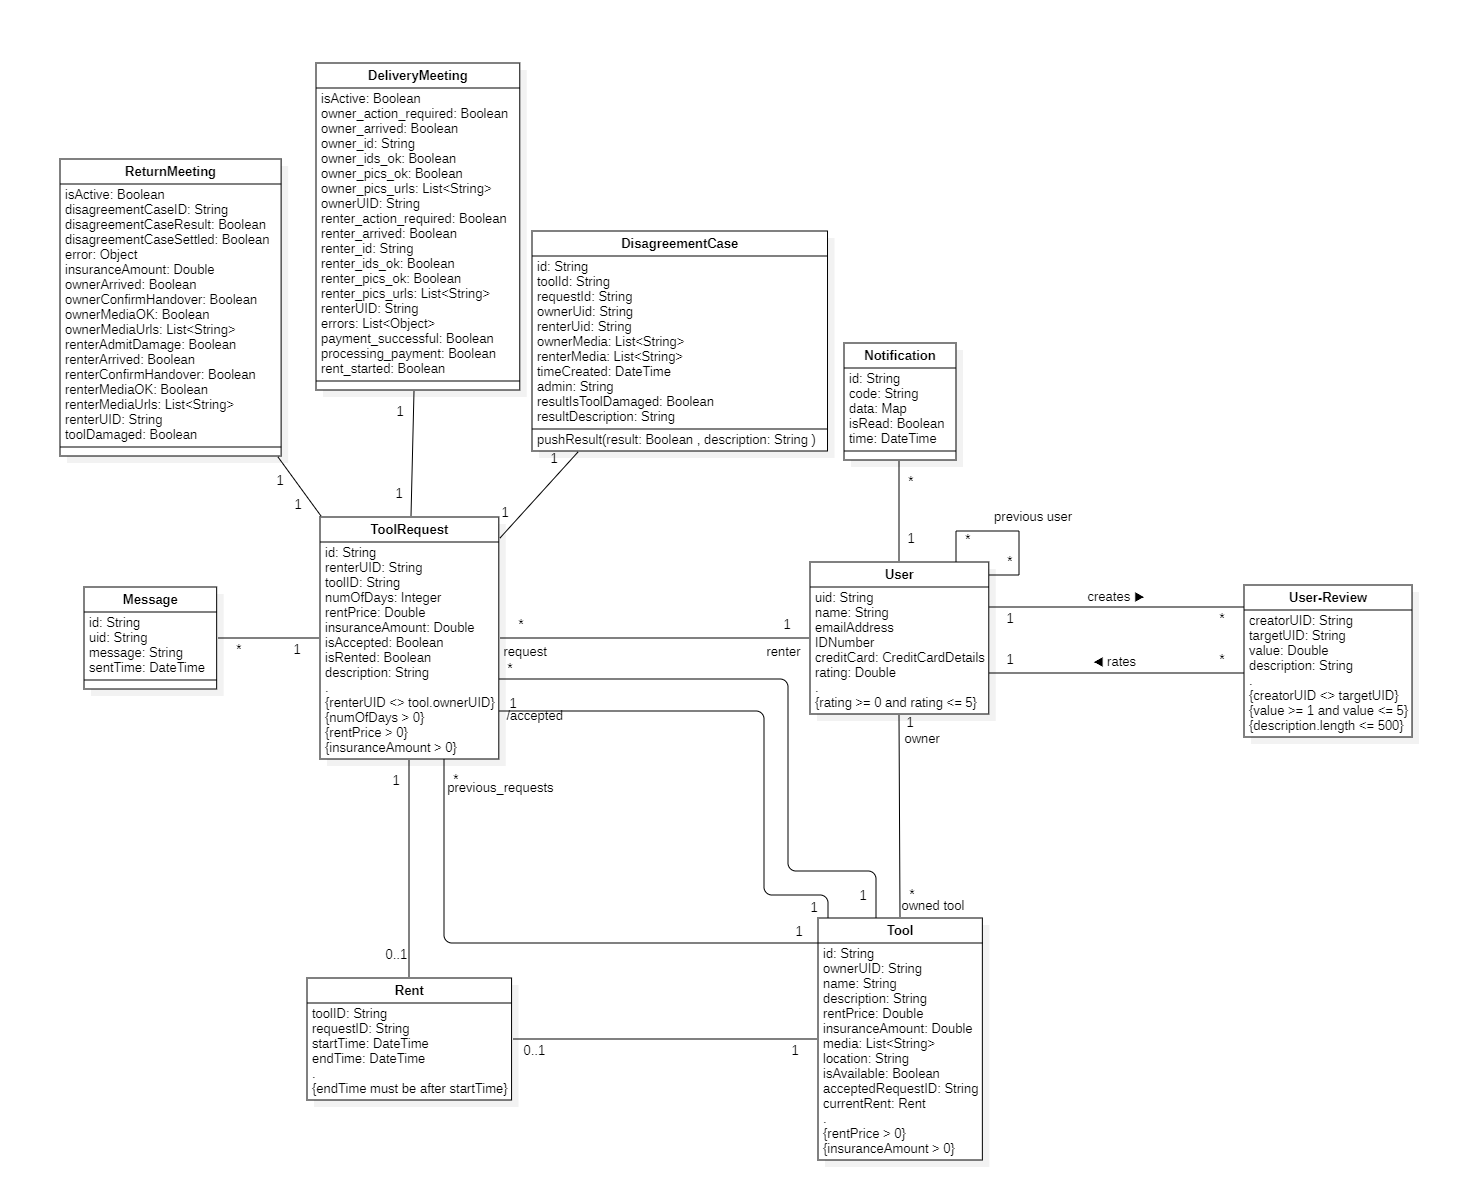 DeliveryMeeting
isActive: Boolean
owner_action_required: Boolean
owner_arrived: Boolean
owner_id: String
owner_ids_ok: Boolean
owner_pics_ok: Boolean
owner_pics_urls: List<String>
ownerUID: String
renter_action_required: Boolean
renter_arrived: Boolean
renter_id: String
renter_ids_ok: Boolean
renter_pics_ok: Boolean
renter_pics_urls: List<String>
renterUID: String
errors: List<Object>
payment_successful: Boolean
processing_payment: Boolean
rent_started: Boolean
ReturnMeeting
isActive: Boolean
disagreementCaseID: String
disagreementCaseResult: Boolean
disagreementCaseSettled: Boolean
error: Object
insuranceAmount: Double
ownerArrived: Boolean
ownerConfirmHandover: Boolean
ownerMediaOK: Boolean
ownerMediaUrls: List<String>
renterAdmitDamage: Boolean
renterArrived: Boolean
renterConfirmHandover: Boolean
renterMediaOK: Boolean
renterMediaUrls: List<String>
renterUID: String
toolDamaged: Boolean
DisagreementCase
id: String
toolId: String
requestId: String
ownerUid: String
renterUid: String
ownerMedia: List<String>
renterMedia: List<String>
timeCreated: DateTime
admin: String
resultIsToolDamaged: Boolean
resultDescription: String
pushResult(result: Boolean , description: String )
Notification
id: String
code: String
data: Map
isRead: Boolean
time: DateTime
1
1
1
1
1
1
*
1
previous user
*
*
ToolRequest
id: String
renterUID: String
toolID: String
numOfDays: Integer
rentPrice: Double
insuranceAmount: Double
isAccepted: Boolean
isRented: Boolean
description: String
.
{renterUID <> tool.ownerUID}
{numOfDays > 0}
{rentPrice > 0}
{insuranceAmount > 0}
Message
id: String
uid: String
message: String
sentTime: DateTime
*
1
*
request
1
renter
User
uid: String
name: String
emailAddress
IDNumber
creditCard: CreditCardDetails
rating: Double
.
{rating >= 0 and rating <= 5}
creates ►
1
*
◄ rates
1
*
User-Review
creatorUID: String
targetUID: String
value: Double
description: String
.
{creatorUID <> targetUID}
{value >= 1 and value <= 5}
{description.length <= 500}
*
1
/accepted
1
owner
1
*
previous_requests
1
1
*
owned tool
1
0..1
Rent
toolID: String
requestID: String
startTime: DateTime
endTime: DateTime
.
{endTime must be after startTime}
0..1
1
Tool
id: String
ownerUID: String
name: String
description: String
rentPrice: Double
insuranceAmount: Double
media: List<String>
location: String
isAvailable: Boolean
acceptedRequestID: String
currentRent: Rent
.
{rentPrice > 0}
{insuranceAmount > 0}